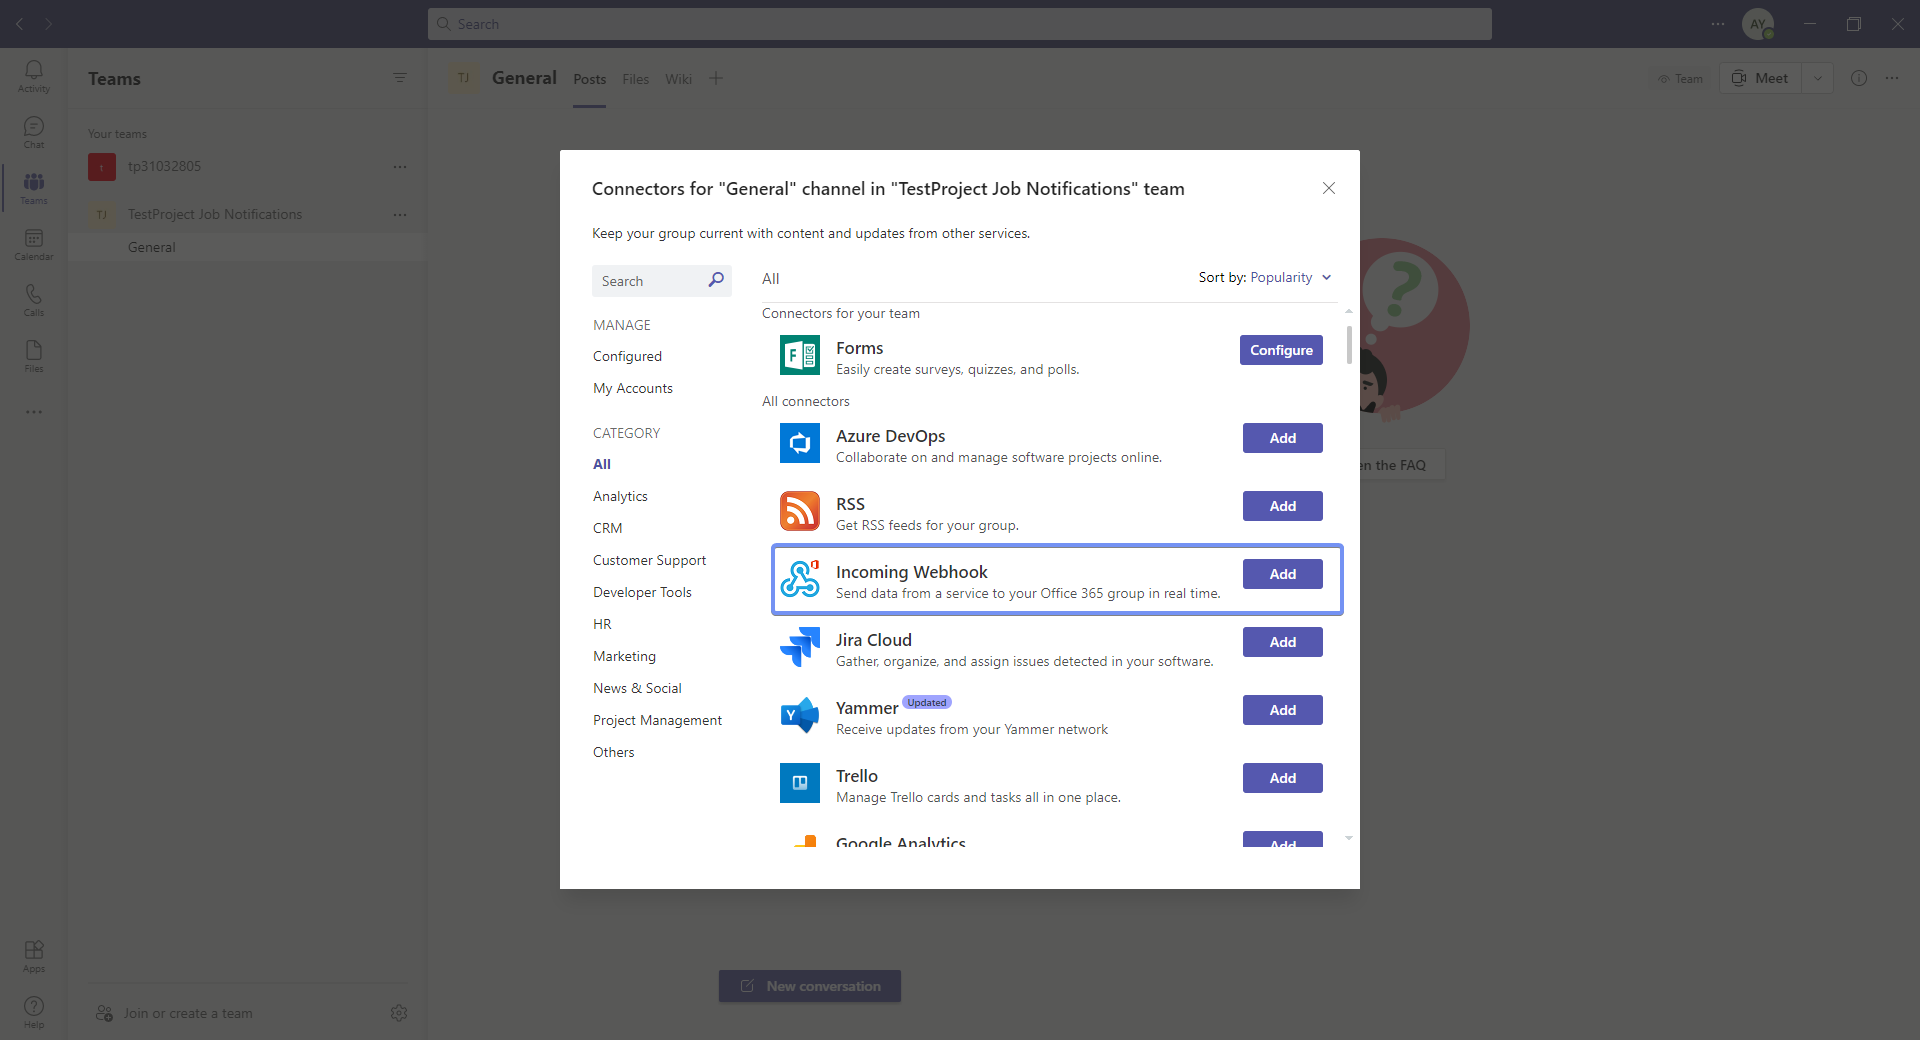 Search
AY
Activity
Chat
Teams
Calendar
Calls
Files
Apps
Help
Teams
Your teams
t
tp31032805
TJ
TestProject Job Notifications
General
Join or create a team
TJ
General
Posts
Files
Wiki
Team
Meet
Connectors for "General" channel in "TestProject Job Notifications" team
Keep your group current with content and updates from other services.
Search
MANAGE
Configured
My Accounts
CATEGORY
All
Analytics
CRM
Customer Support
Developer Tools
HR
Marketing
News & Social
Project Management
Others
All
Sort by: Popularity
Connectors for your team
F
Forms
Easily create surveys, quizzes, and polls.
Configure
All connectors
Azure DevOps
Collaborate on and manage software projects online.
Add
RSS
Get RSS feeds for your group.
Add
Incoming Webhook
Send data from a service to your Office 365 group in real time.
Add
Jira Cloud
Gather, organize, and assign issues detected in your software.
Add
Y
Yammer Updated
Receive updates from your Yammer network
Add
Trello
Manage Trello cards and tasks all in one place.
Add
Google Analytics
Add
?
en the FAQ
New conversation